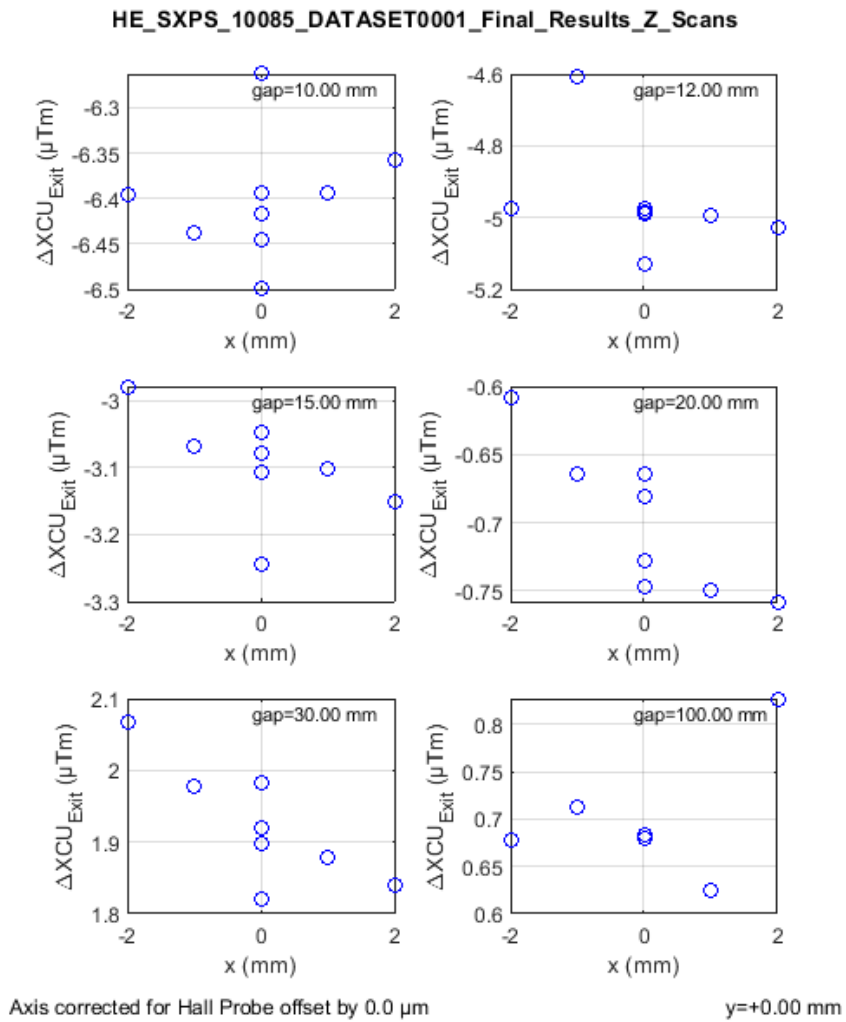 HE_SXPS_10085_DATASET0001_Final_Results_Z_Scans
gap=10.00 mm
-6.3
-6.35
-6.4
-6.45
-6.5
ΔXCU_Exit (µTm)
-2 0 2
x (mm)
gap=12.00 mm
-4.6
-4.8
-5
-5.2
ΔXCU_Exit (µTm)
-2 0 2
x (mm)
gap=15.00 mm
-3
-3.1
-3.2
-3.3
ΔXCU_Exit (µTm)
-2 0 2
x (mm)
gap=20.00 mm
-0.6
-0.65
-0.7
-0.75
ΔXCU_Exit (µTm)
-2 0 2
x (mm)
gap=30.00 mm
2.1
2
1.9
1.8
ΔXCU_Exit (µTm)
-2 0 2
x (mm)
gap=100.00 mm
0.8
0.75
0.7
0.65
0.6
ΔXCU_Exit (µTm)
-2 0 2
x (mm)
Axis corrected for Hall Probe offset by 0.0 µm
y=+0.00 mm